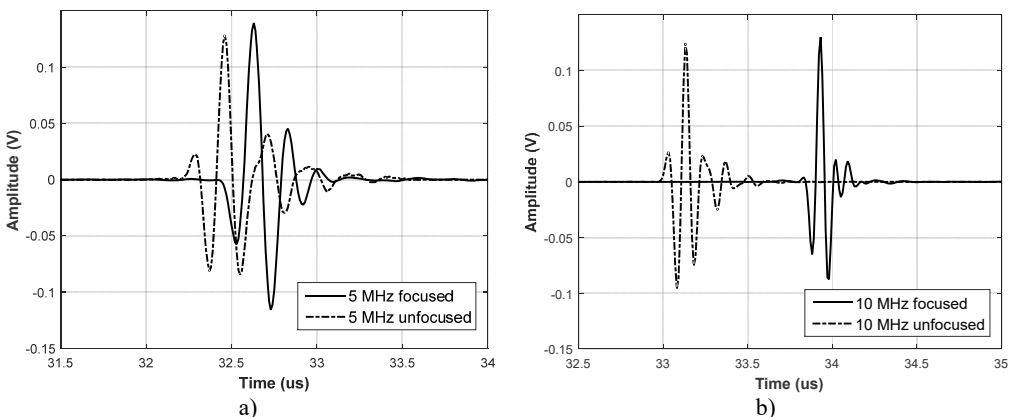 0.1
0.05
0
-0.05
-0.1
-0.15
Amplitude (V)
5 MHz focused
5 MHz unfocused
31.5 32 32.5 33 33.5 34
Time (us)
a)
0.1
0.05
0
-0.05
-0.1
-0.15
Amplitude (V)
10 MHz focused
10 MHz unfocused
32.5 33 33.5 34 34.5 35
Time (us)
b)